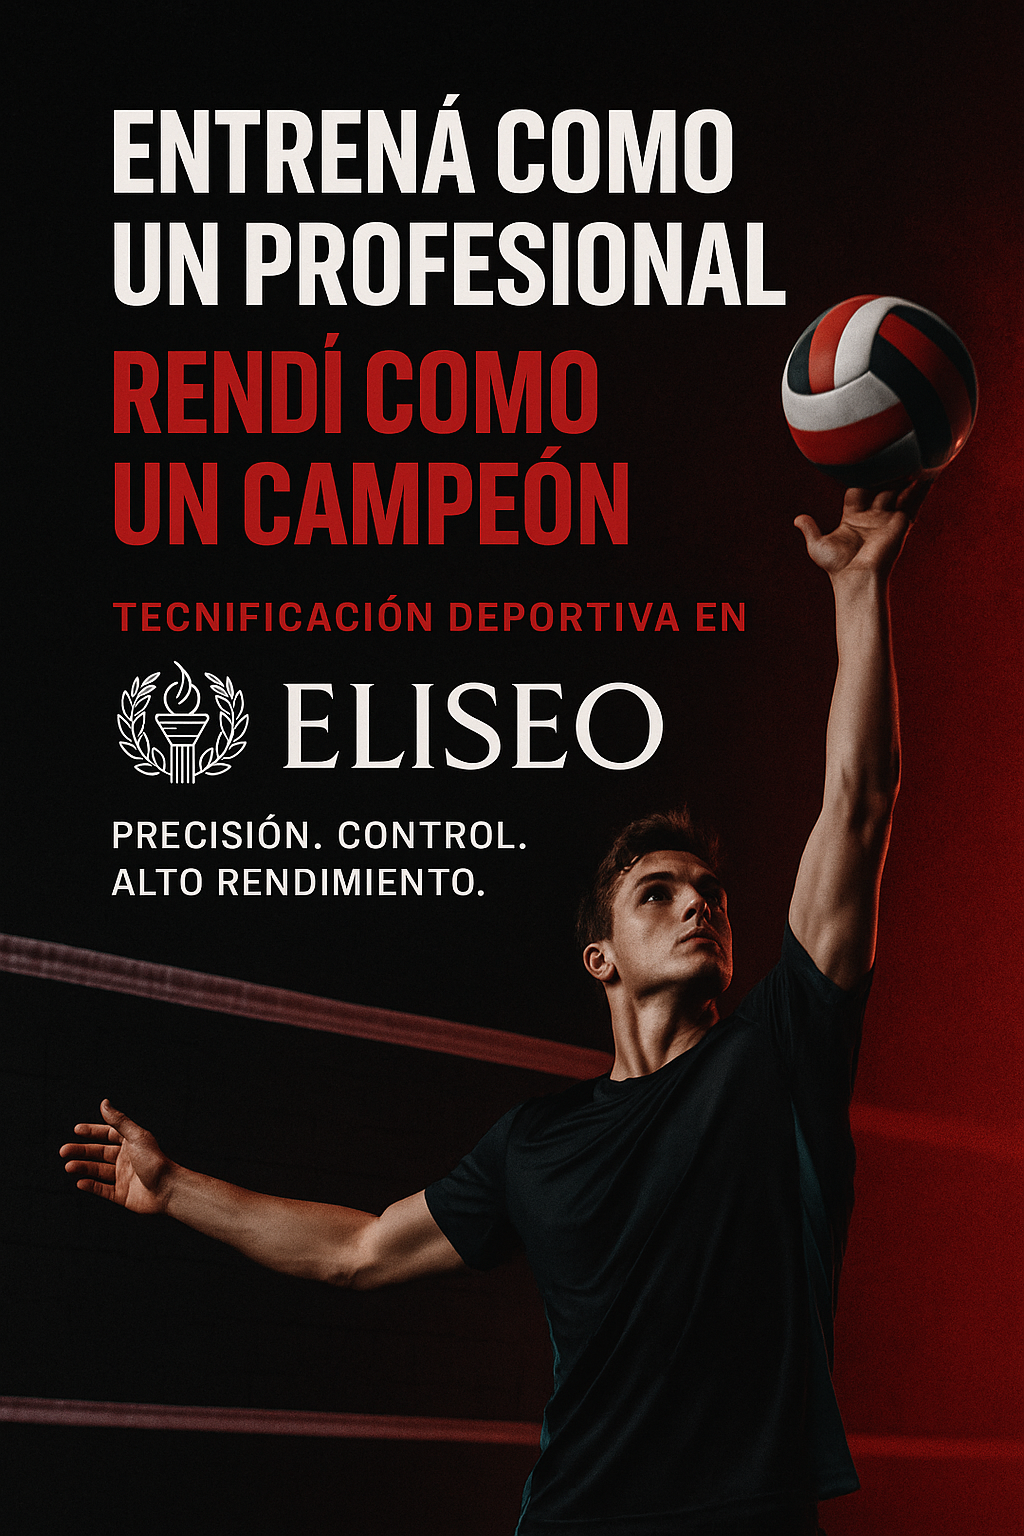 ENTRENÁ COMO
UN PROFESIONAL
RENDÍ COMO
UN CAMPEÓN
TECNIFICACIÓN DEPORTIVA EN
ELISEO
PRECISIÓN. CONTROL.
ALTO RENDIMIENTO.